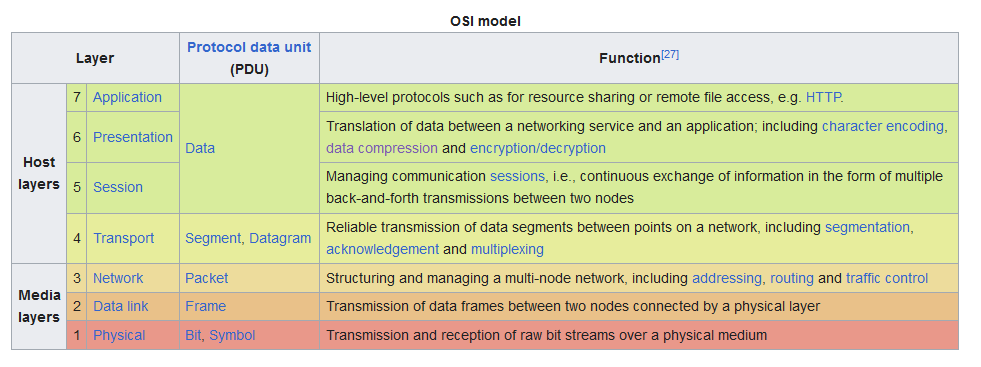 OSI model
Layer
Protocol data unit
(PDU)
Function[27]
Host
layers
7 Application
Data
High-level protocols such as for resource sharing or remote file access, e.g. HTTP.
6 Presentation
Translation of data between a networking service and an application; including character encoding,
data compression and encryption/decryption
5 Session
Managing communication sessions, i.e., continuous exchange of information in the form of multiple
back-and-forth transmissions between two nodes
4 Transport
Segment, Datagram
Reliable transmission of data segments between points on a network, including segmentation,
acknowledgement and multiplexing
Media
layers
3 Network
Packet
Structuring and managing a multi-node network, including addressing, routing and traffic control
2 Data link
Frame
Transmission of data frames between two nodes connected by a physical layer
1 Physical
Bit, Symbol
Transmission and reception of raw bit streams over a physical medium